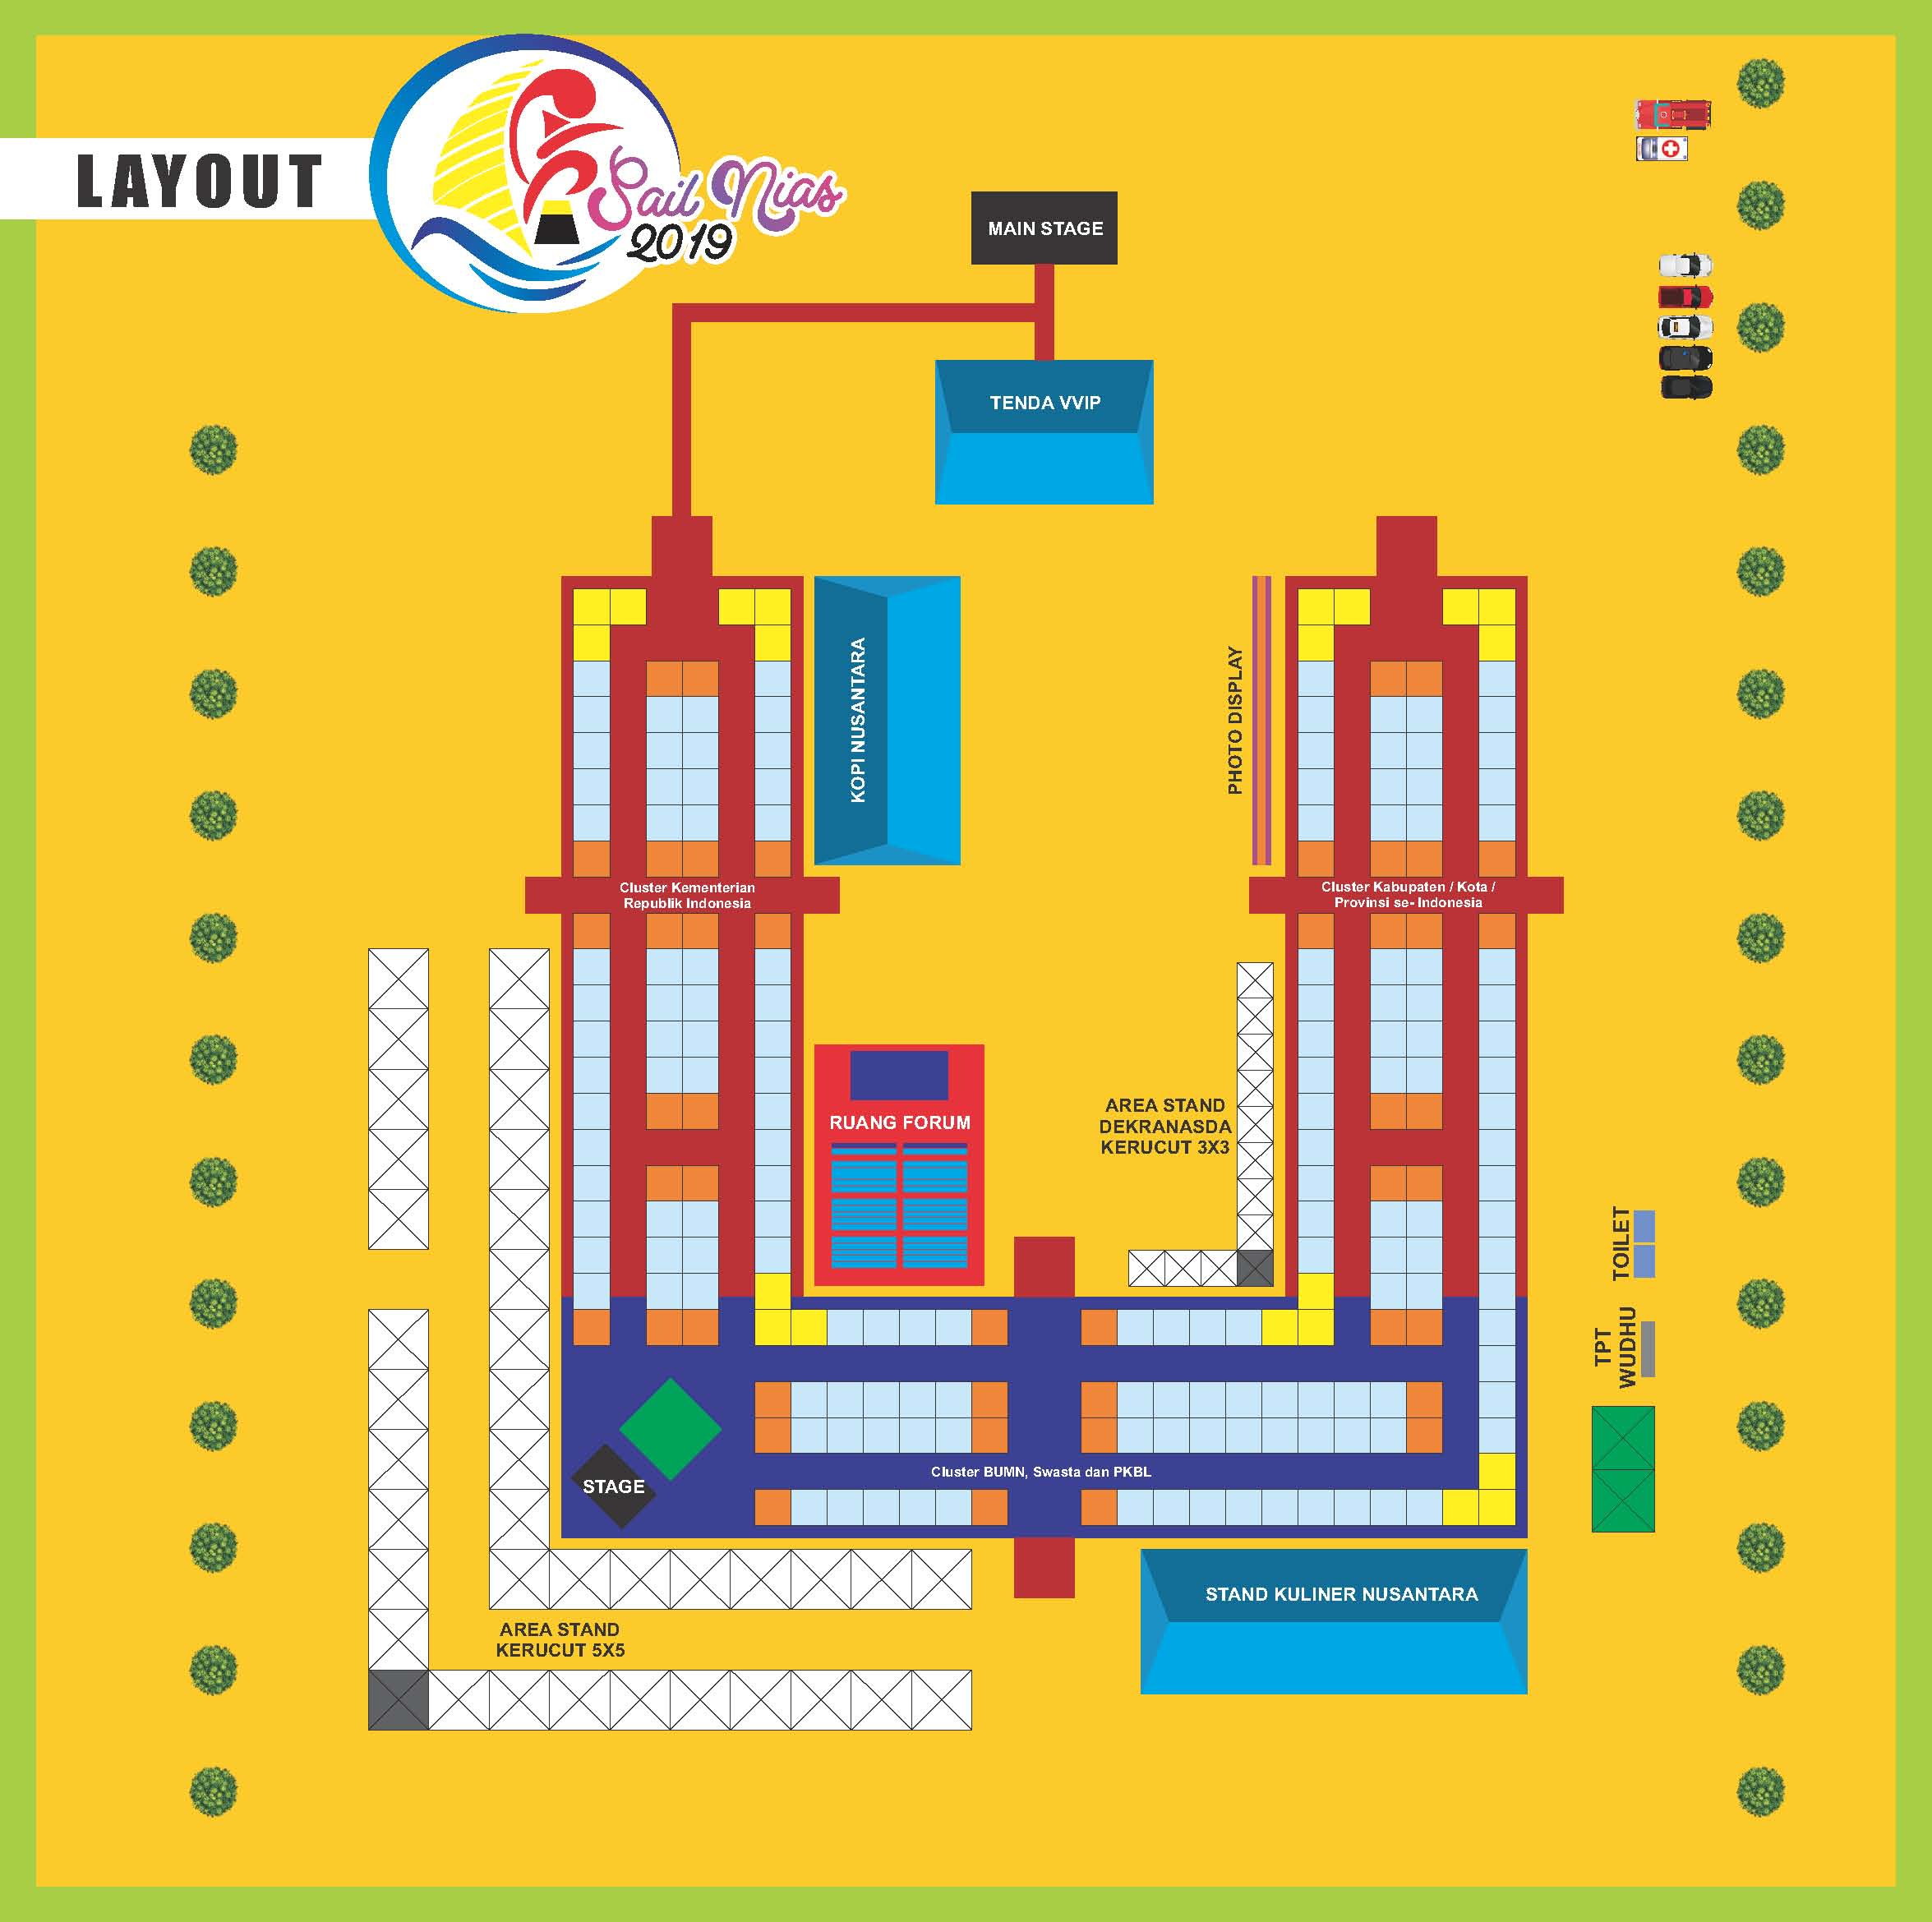 LAYOUT
Sail Nias
2019
MAIN STAGE
TENDA VVIP
KOPI NUSANTARA
PHOTO DISPLAY
Cluster Kementerian
Republik Indonesia
Cluster Kabupaten / Kota /
Provinsi se- Indonesia
RUANG FORUM
AREA STAND
DEKRANASDA
KERUCUT 3X3
TOILET
TPT
WUDHU
STAGE
Cluster BUMN, Swasta dan PKBL
STAND KULINER NUSANTARA
AREA STAND
KERUCUT 5X5